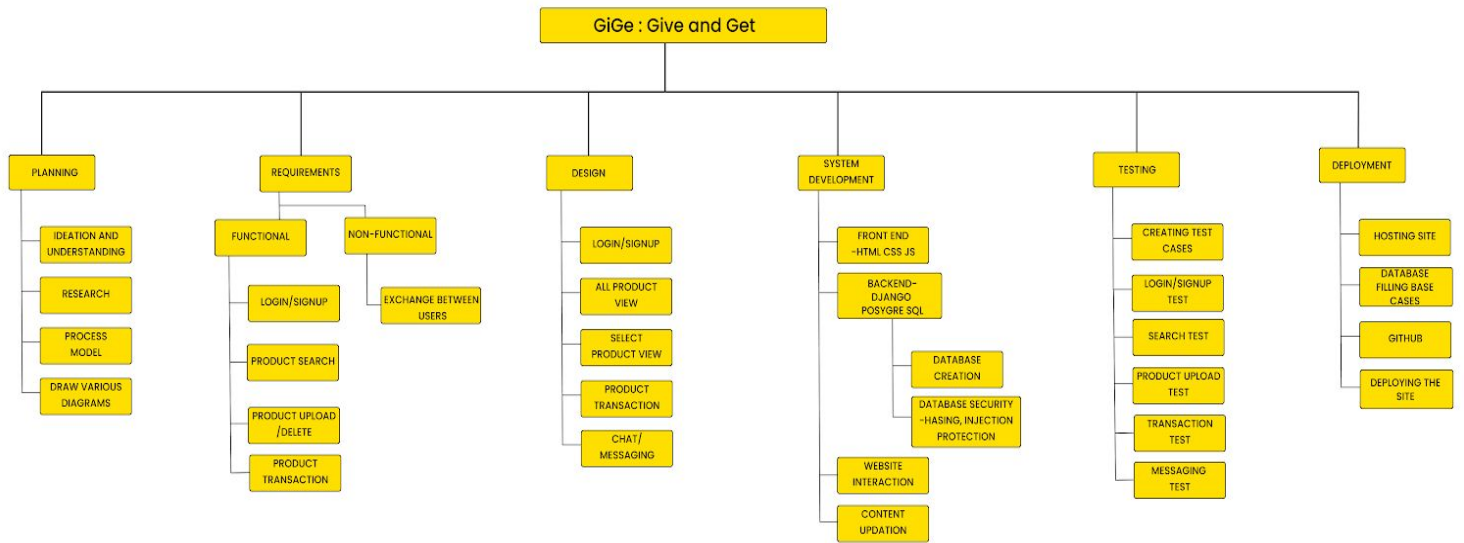 GiGe : Give and Get
PLANNING
IDEATION AND
UNDERSTANDING
RESEARCH
PROCESS
MODEL
DRAW VARIOUS
DIAGRAMS
REQUIREMENTS
FUNCTIONAL
LOGIN/SIGNUP
PRODUCT SEARCH
PRODUCT UPLOAD
/DELETE
PRODUCT
TRANSACTION
NON-FUNCTIONAL
EXCHANGE BETWEEN
USERS
DESIGN
LOGIN/SIGNUP
ALL PRODUCT
VIEW
SELECT
PRODUCT VIEW
PRODUCT
TRANSACTION
CHAT/
MESSAGING
SYSTEM
DEVELOPMENT
FRONT END
-HTML CSS JS
BACKEND-
DJANGO
POSYGRE SQL
DATABASE
CREATION
DATABASE SECURITY
-HASING, INJECTION
PROTECTION
WEBSITE
INTERACTION
CONTENT
UPDATION
TESTING
CREATING TEST
CASES
LOGIN/SIGNUP
TEST
SEARCH TEST
PRODUCT UPLOAD
TEST
TRANSACTION
TEST
MESSAGING
TEST
DEPLOYMENT
HOSTING SITE
DATABASE
FILLING BASE
CASES
GITHUB
DEPLOYING THE
SITE